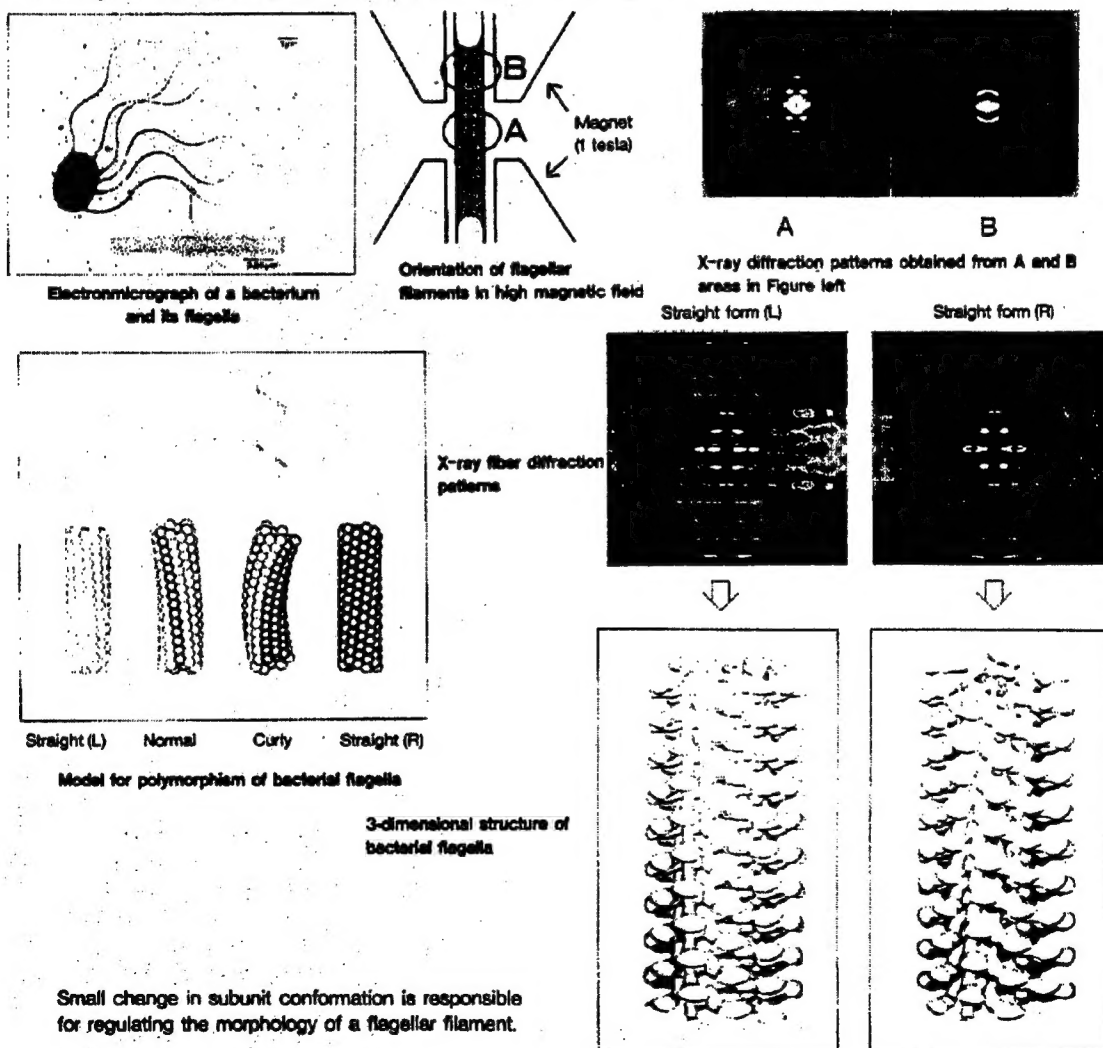 1μm
B
A
Magnet
(1 tesla)
A
B
Electronmicrograph of a bacterium
and its flagella
Orientation of flagellar
filaments in high magnetic field
X-ray diffraction patterns obtained from A and B
areas in Figure left
Straight form (L)
Straight form (R)
X-ray fiber diffraction
patterns
Straight (L)
Normal
Curly
Straight (R)
Model for polymorphism of bacterial flagella
3-dimensional structure of
bacterial flagella
Small change in subunit conformation is responsible
for regulating the morphology of a flagellar filament.